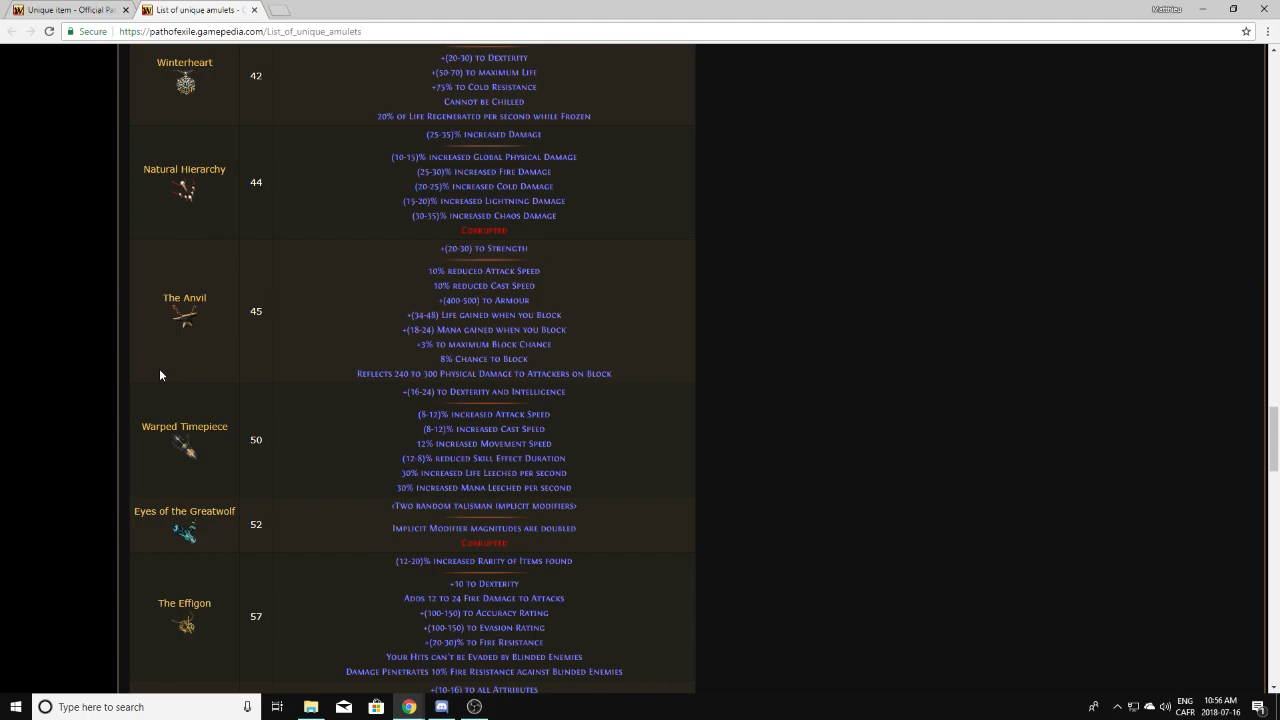 Unique item - Official Pa
List of unique amulets -
Matthieu
Secure
https://pathofexile.gamepedia.com/List_of_unique_amulets
Winterheart
42
+(20-30) to Dexterity
+(50-70) to maximum Life
+75% to Cold Resistance
Cannot be Chilled
20% of Life Regenerated per second while Frozen
Natural Hierarchy
44
(25-35)% increased Damage
(10-15)% increased Global Physical Damage
(25-30)% increased Fire Damage
(20-25)% increased Cold Damage
(15-20)% increased Lightning Damage
(30-35)% increased Chaos Damage
Corrupted
The Anvil
45
+(20-30) to Strength
10% reduced Attack Speed
10% reduced Cast Speed
+(400-500) to Armour
+(34-48) Life gained when you Block
+(18-24) Mana gained when you Block
+3% to maximum Block Chance
8% Chance to Block
Reflects 240 to 300 Physical Damage to Attackers on Block
Warped Timepiece
50
+(16-24) to Dexterity and Intelligence
(8-12)% increased Attack Speed
(8-12)% increased Cast Speed
12% increased Movement Speed
(12-8)% reduced Skill Effect Duration
30% increased Life Leeched per second
30% increased Mana Leeched per second
Eyes of the Greatwolf
52
<Two random talisman implicit modifiers>
Implicit Modifier magnitudes are doubled
Corrupted
The Effigon
57
(12-20)% increased Rarity of Items found
+10 to Dexterity
Adds 12 to 24 Fire Damage to Attacks
+(100-150) to Accuracy Rating
+(100-150) to Evasion Rating
+(20-30)% to Fire Resistance
Your Hits can't be Evaded by Blinded Enemies
Damage Penetrates 10% Fire Resistance against Blinded Enemies
+(10-16) to all Attributes
Type here to search
ENG
CAFR
10:56 AM
2018-07-16